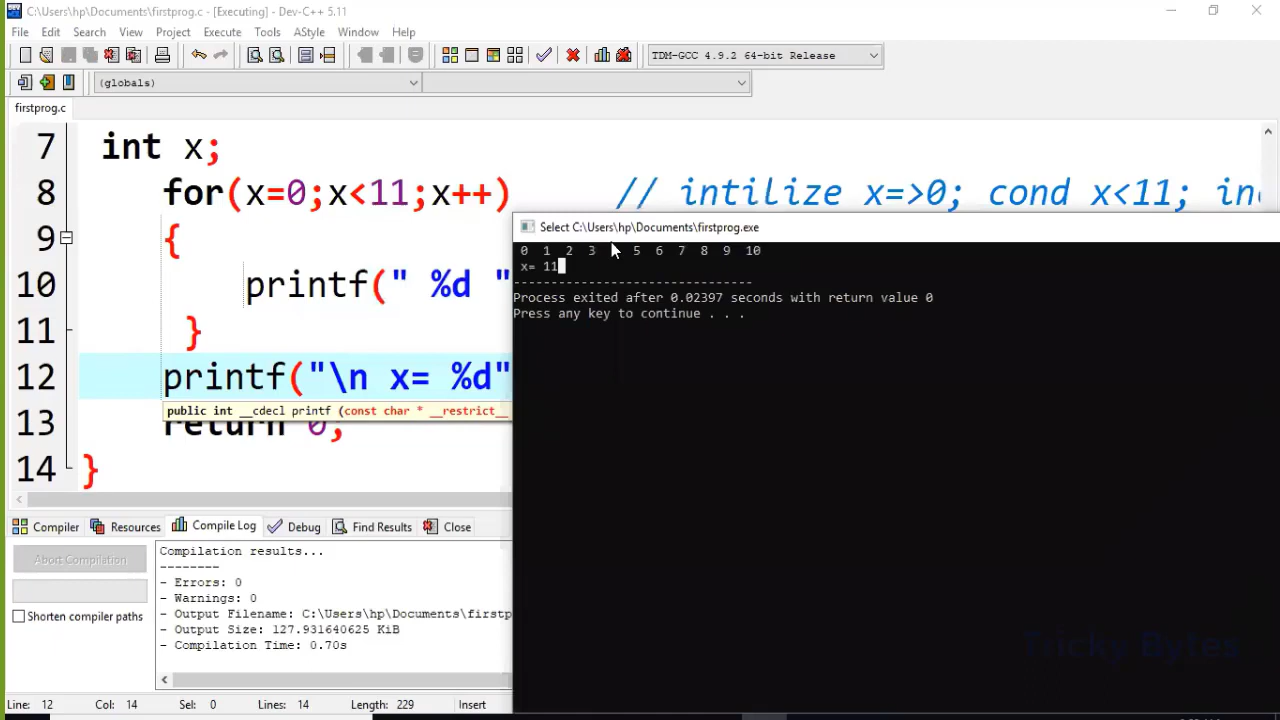 C:\Users\hp\Documents\firstprog.c - [Executing] - Dev-C++ 5.11
File Edit Search View Project Execute Tools AStyle Window Help
TDM-GCC 4.9.2 64-bit Release
(globals)
firstprog.c
7 int x;
8 for(x=0;x<11;x++) // intilize x=>0; cond x<11;
9 {
10 printf(" %d "
11 }
12 printf("\n x= %d"
public int __cdecl printf (const char * __restrict__
13 return 0;
14 }
Select C:\Users\hp\Documents\firstprog.exe
0 1 2 3 5 6 7 8 9 10
x= 11
--------------------------------
Process exited after 0.02397 seconds with return value 0
Press any key to continue . . .
Compiler Resources Compile Log Debug Find Results Close
Abort Compilation
Shorten compiler paths
Compilation results...
--------
- Errors: 0
- Warnings: 0
- Output Filename: C:\Users\hp\Documents\firstp
- Output Size: 127.931640625 KiB
- Compilation Time: 0.70s
Tricky Bytes
Line: 12 Col: 14 Sel: 0 Lines: 14 Length: 229 Insert